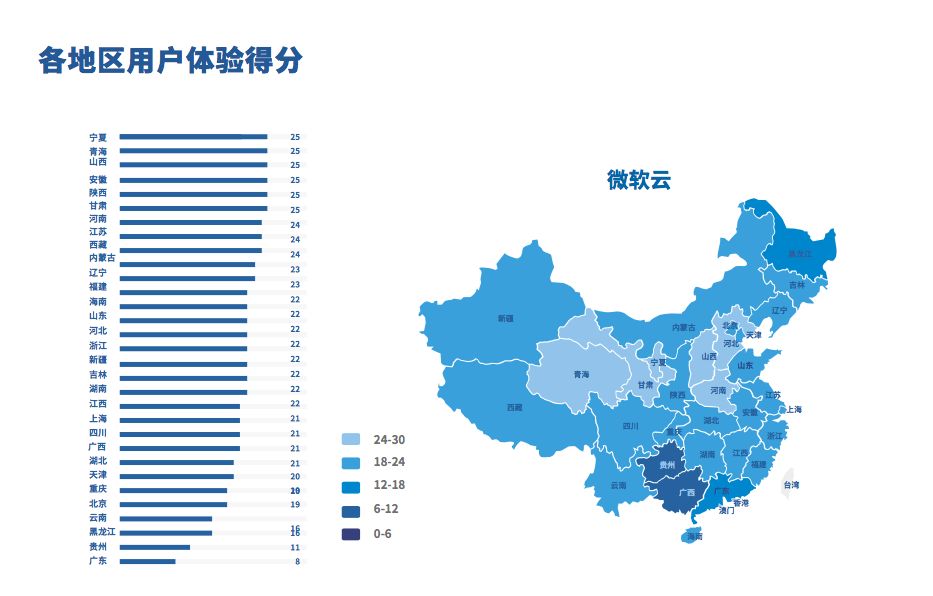 各地区用户体验得分
宁夏 25
青海 25
山西 25
安徽 25
陕西 25
甘肃 25
河南 24
江苏 24
西藏 24
内蒙古 23
辽宁 23
福建 22
海南 22
山东 22
河北 22
浙江 22
新疆 22
吉林 22
湖南 22
江西 21
上海 21
四川 21
广西 21
湖北 20
天津
重庆 19
北京 19
云南 16
黑龙江 16
贵州 11
广东 8
微软云
黑龙江
吉林
辽宁
新疆
内蒙古
北京
天津
河北
山西
宁夏
山东
青海
甘肃
河南
陕西
江苏
西藏
上海
安徽
湖北
四川
重庆
浙江
江西
湖南
福建
贵州
云南
台湾
广西
广东
香港
澳门
海南
24-30
18-24
12-18
6-12
0-6